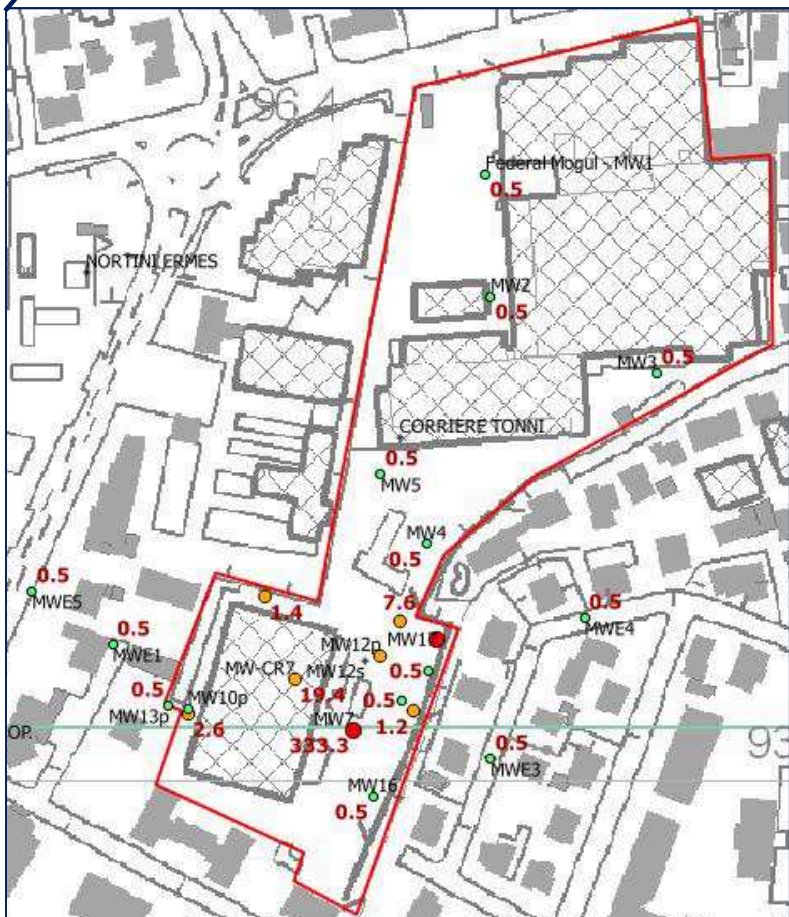 96.4
Federal Mogul - MW1
0.5
NORTINI ERMES
MW2
0.5
MW3 0.5
CORRIERE TONNI
0.5
MW5
MW4
0.5
0.5
MWE5
7.6
0.5
MWE4
1.4
0.5
MWE1
MW12p
MW-CR7
MW12s
0.5
0.5
MW10p
19.4
0.5
MW13p
2.6
MW7
1.2
OP.
333.3
0.5
93
MWE3
MW16
0.5